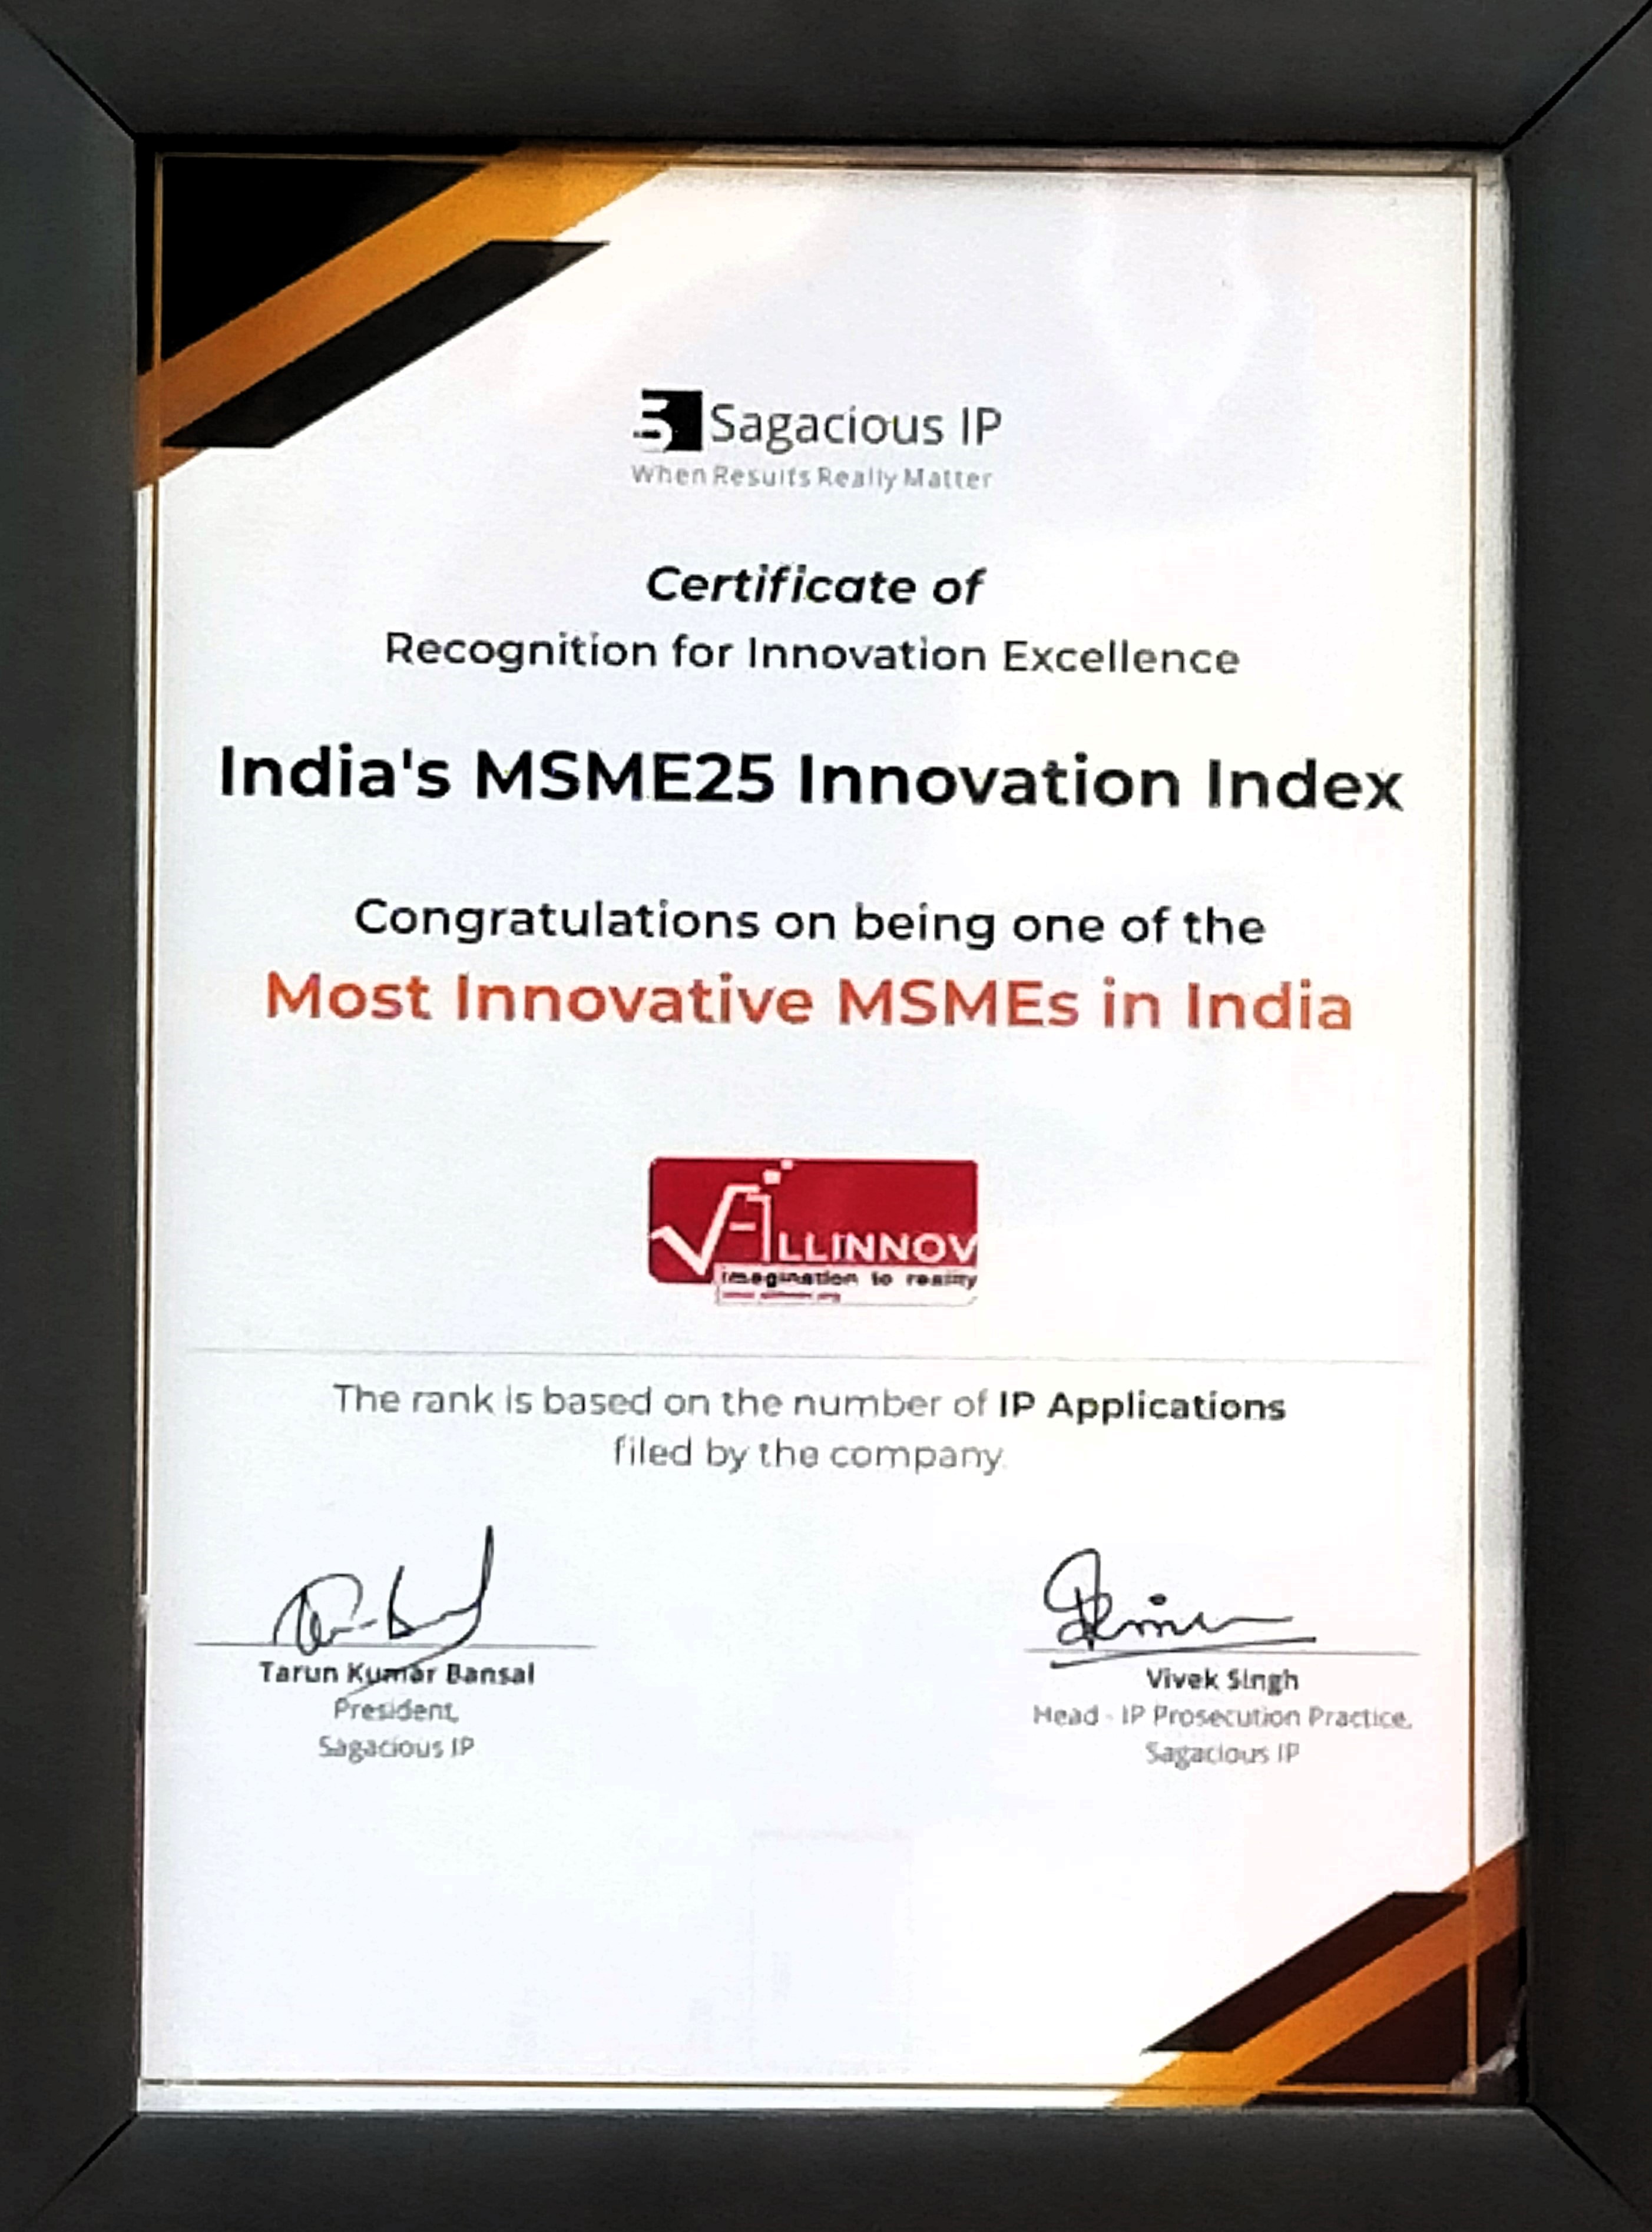 Sagacious IP
When Results Really Matter
Certificate of
Recognition for Innovation Excellence
India's MSME25 Innovation Index
Congratulations on being one of the
Most Innovative MSMEs in India
ALLINNOV
imagination to reality
The rank is based on the number of IP Applications
filed by the company.
Tarun Kumar Bansal
President,
Sagacious IP
Vivek Singh
Head - IP Prosecution Practice,
Sagacious IP